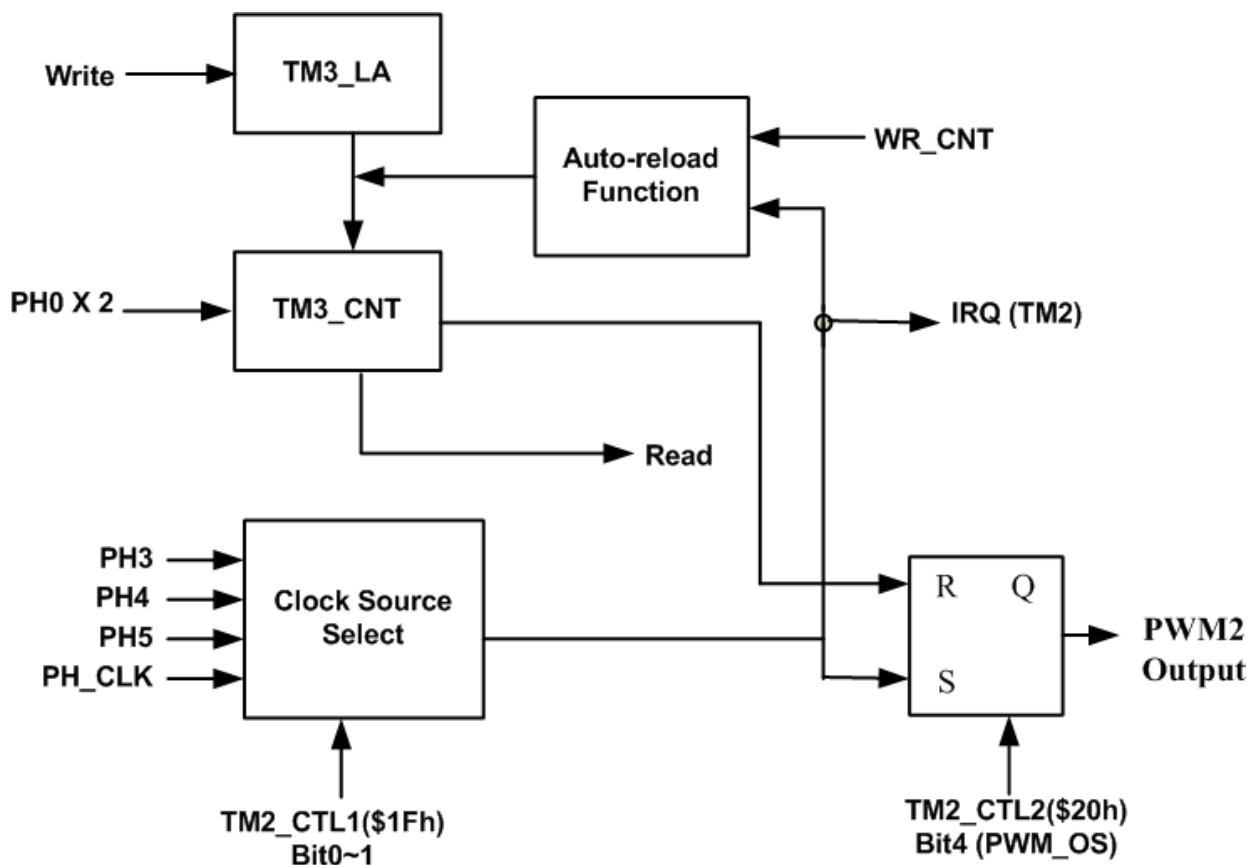 Write
TM3_LA
Auto-reload
Function
WR_CNT
PH0 X 2
TM3_CNT
IRQ (TM2)
Read
PH3
PH4
PH5
PH_CLK
Clock Source
Select
R Q
S
PWM2
Output
TM2_CTL1($1Fh)
Bit0~1
TM2_CTL2($20h)
Bit4 (PWM_OS)